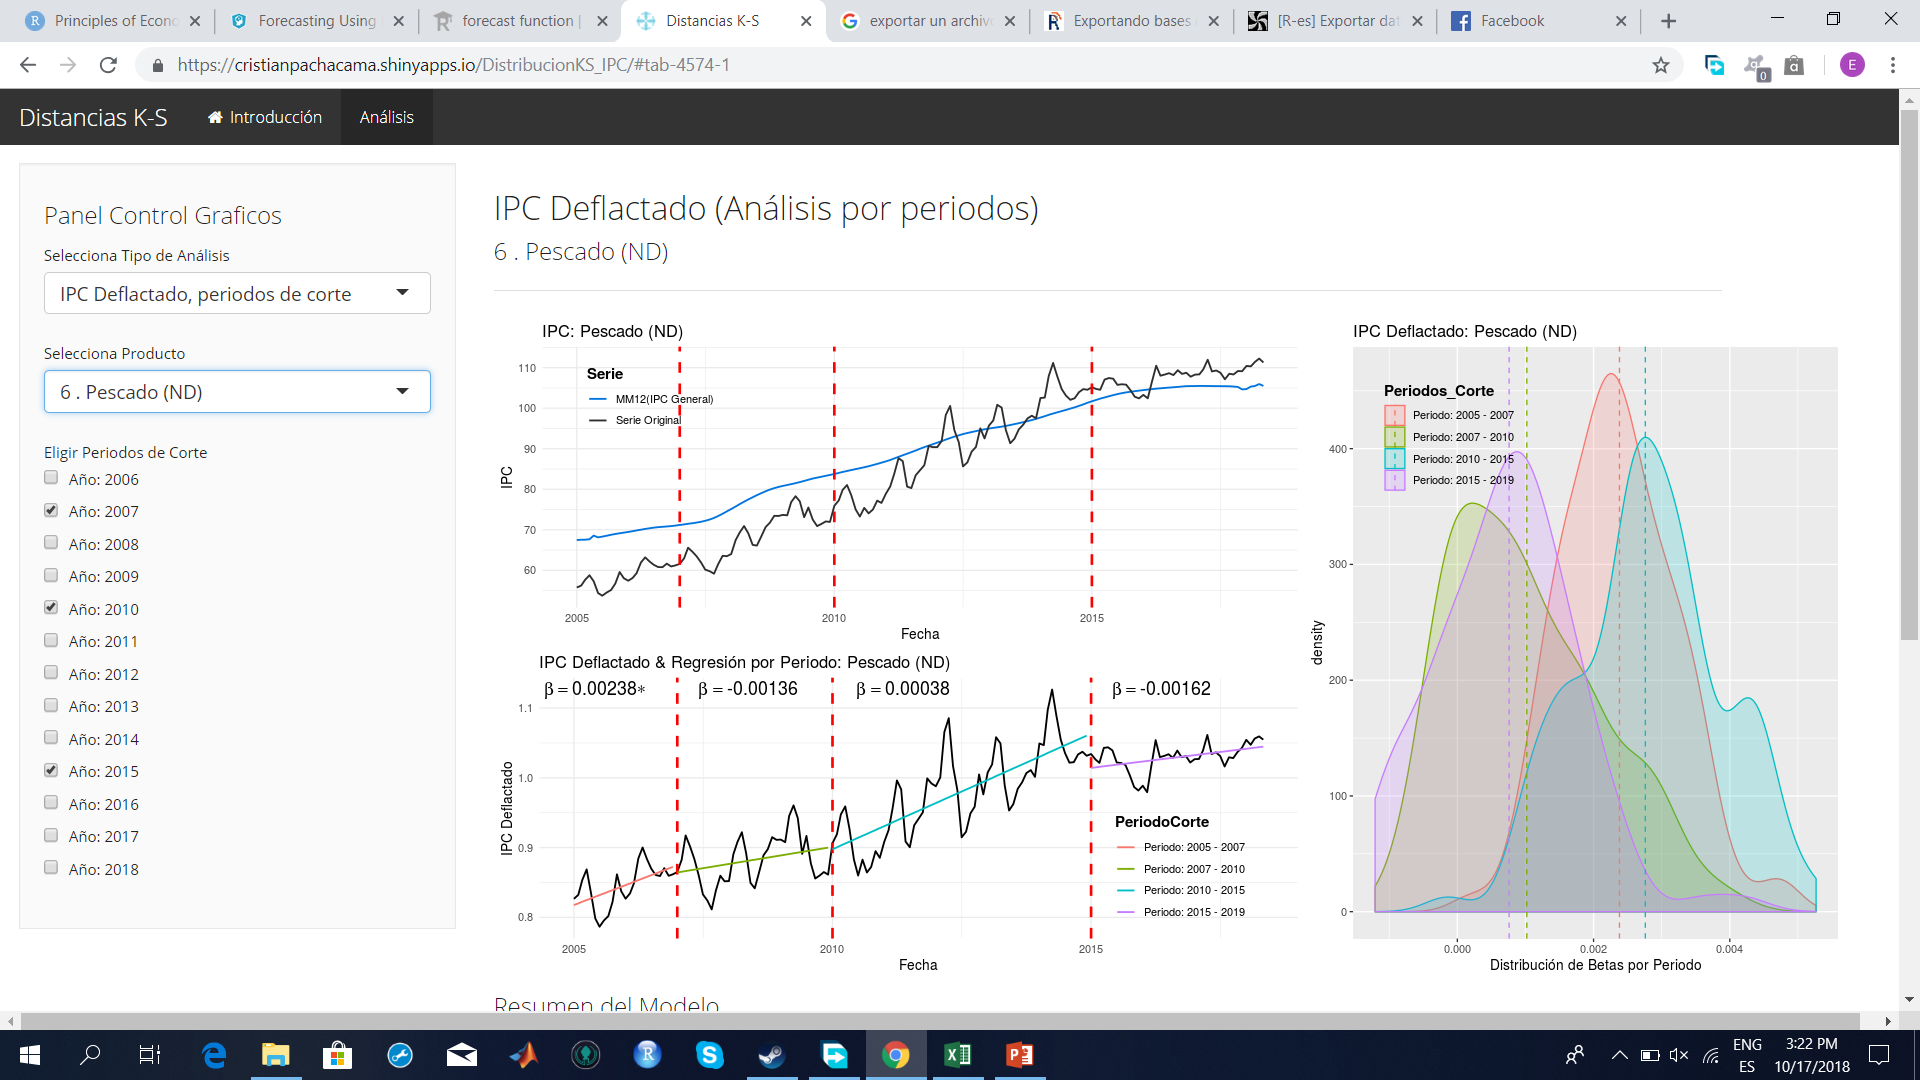 Principles of Econo
Forecasting Using
forecast function |
Distancias K-S
exportar un archivo
Exportando bases
[R-es] Exportar dat
Facebook
https://cristianpachacama.shinyapps.io/DistribucionKS_IPC/#tab-4574-1
0
E
Distancias K-S
Introducción
Análisis
Panel Control Graficos
Selecciona Tipo de Análisis
IPC Deflactado, periodos de corte
Selecciona Producto
6 . Pescado (ND)
Eligir Periodos de Corte
Año: 2006
Año: 2007
Año: 2008
Año: 2009
Año: 2010
Año: 2011
Año: 2012
Año: 2013
Año: 2014
Año: 2015
Año: 2016
Año: 2017
Año: 2018
IPC Deflactado (Análisis por periodos)
6 . Pescado (ND)
IPC: Pescado (ND)
Serie
MM12(IPC General)
Serie Original
IPC
110
100
90
80
70
60
2005
2010
2015
Fecha
IPC Deflactado & Regresión por Periodo: Pescado (ND)
β = 0.00238*
β = -0.00136
β = 0.00038
β = -0.00162
IPC Deflactado
1.1
1.0
0.9
0.8
PeriodoCorte
Periodo: 2005 - 2007
Periodo: 2007 - 2010
Periodo: 2010 - 2015
Periodo: 2015 - 2019
2005
2010
2015
Fecha
IPC Deflactado: Pescado (ND)
Periodos_Corte
Periodo: 2005 - 2007
Periodo: 2007 - 2010
Periodo: 2010 - 2015
Periodo: 2015 - 2019
density
400
300
200
100
0
0.000
0.002
0.004
Distribución de Betas por Periodo
Resumen del Modelo
ENG
ES
3:22 PM
10/17/2018